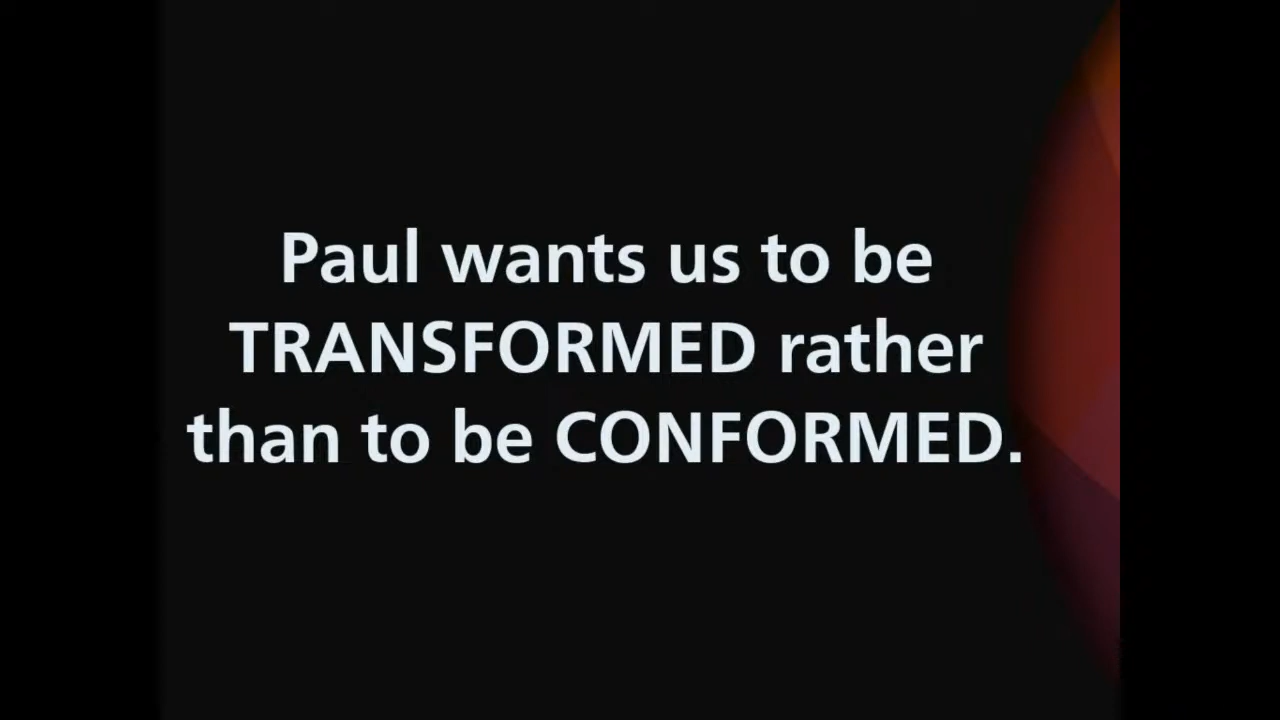 Paul wants us to be
TRANSFORMED rather
than to be CONFORMED.